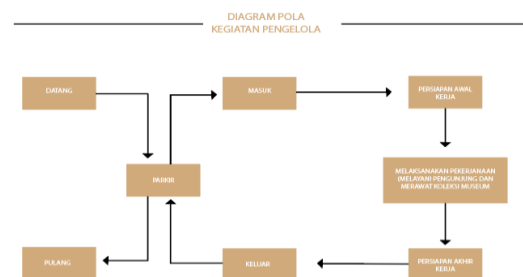 DIAGRAM POLA
KEGIATAN PENGELOLA
DATANG
MASUK
PERSIAPAN AWAL
KERJA
PARKIR
MELAKSANAKAN PEKERJANAAN
(MELAYANI PENGUNJUNG DAN
MERAWAT KOLEKSI MUSEUM
PULANG
KELUAR
PERSIAPAN AKHIR
KERJA